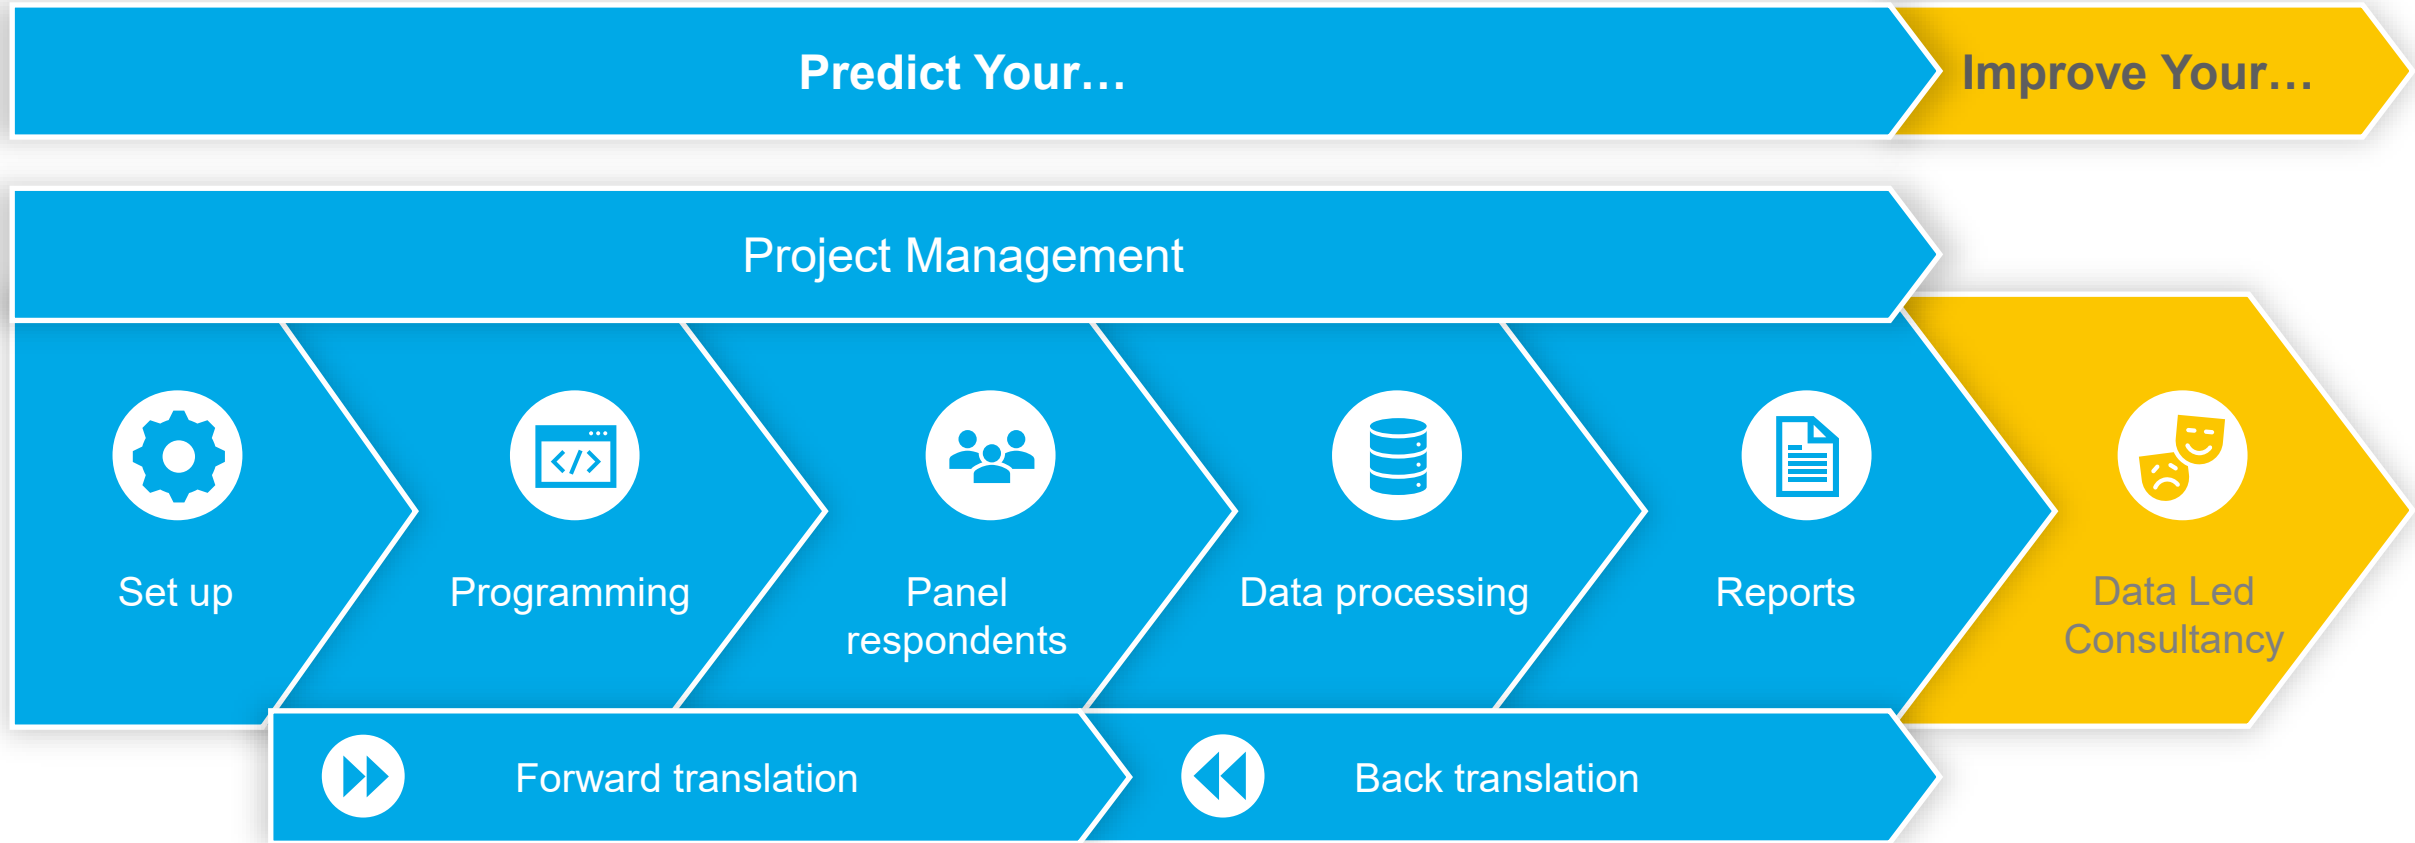 Predict Your…
Improve Your…
Project Management
Set up
Programming
Panel
respondents
Data processing
Reports
Data Led
Consultancy
Forward translation
Back translation